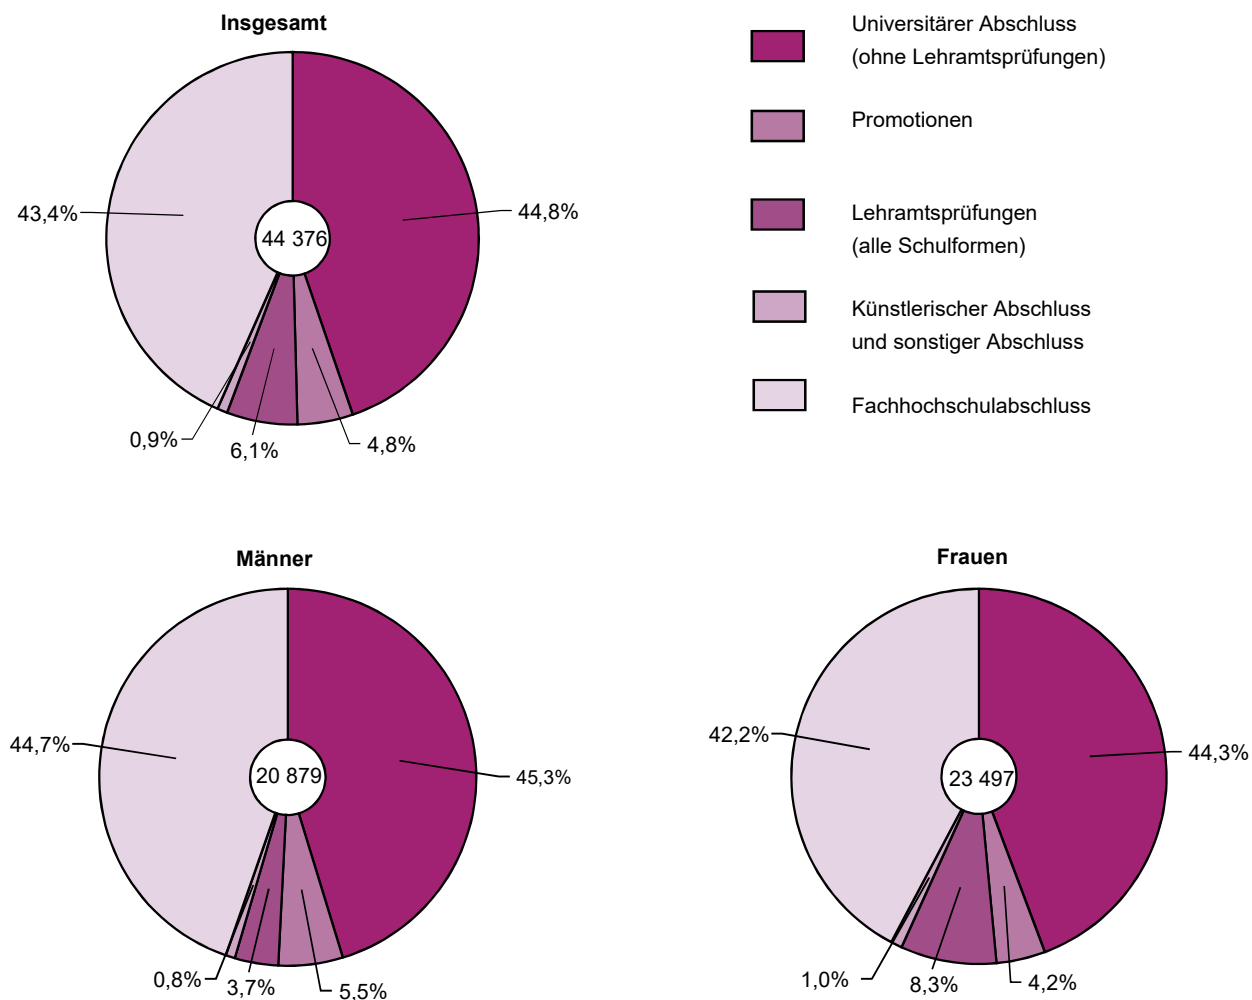 Insgesamt
43,4%
44,8%
44 376
0,9%
6,1%
4,8%
Universitärer Abschluss
(ohne Lehramtsprüfungen)
Promotionen
Lehramtsprüfungen
(alle Schulformen)
Künstlerischer Abschluss
und sonstiger Abschluss
Fachhochschulabschluss
Männer
44,7%
45,3%
20 879
0,8%
3,7%
5,5%
Frauen
42,2%
44,3%
23 497
1,0%
8,3%
4,2%